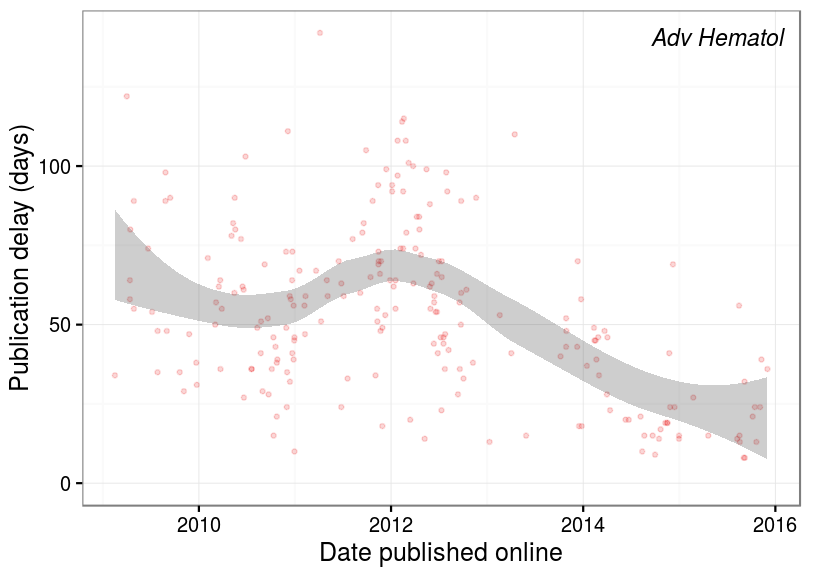 Adv Hematol
Publication delay (days)
100
50
0
2010
2012
2014
2016
Date published online